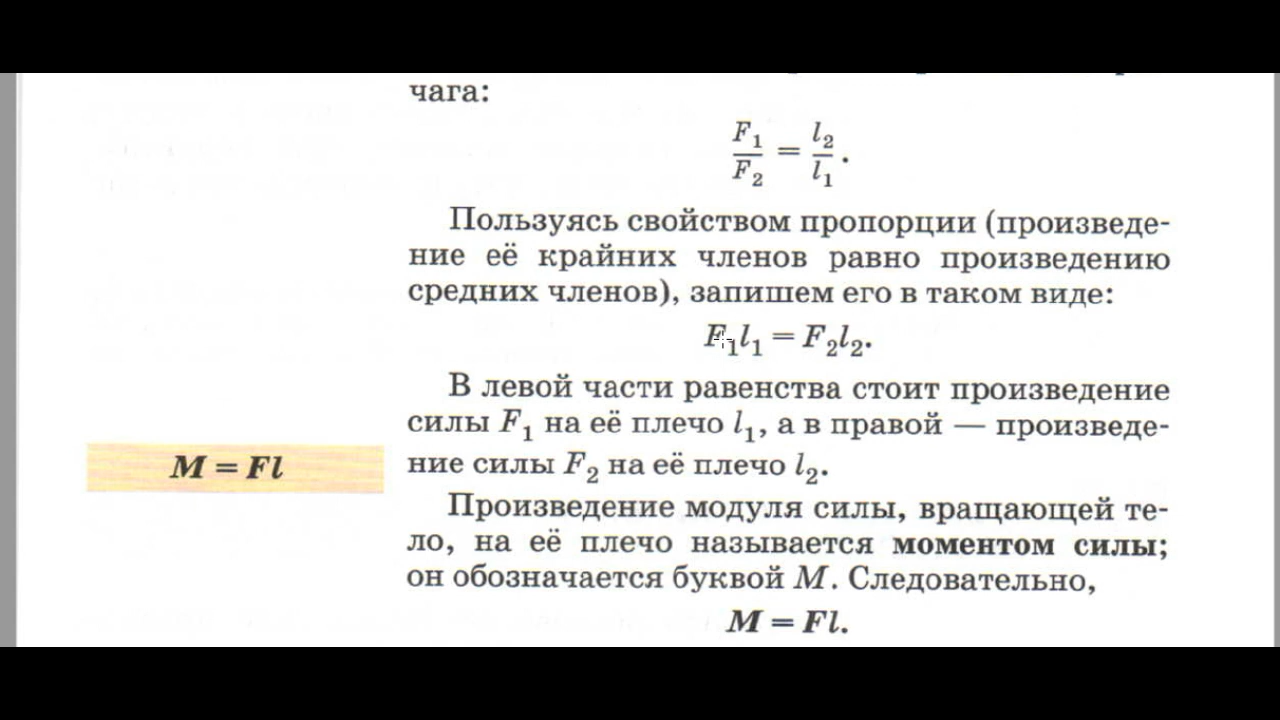 чага:
F₁/F₂ = l₂/l₁.
Пользуясь свойством пропорции (произведе-
ние её крайних членов равно произведению
средних членов), запишем его в таком виде:
F₁l₁ = F₂l₂.
В левой части равенства стоит произведение
силы F₁ на её плечо l₁, а в правой — произведе-
ние силы F₂ на её плечо l₂.
M = Fl
Произведение модуля силы, вращающей те-
ло, на её плечо называется моментом силы;
он обозначается буквой M. Следовательно,
M = Fl.